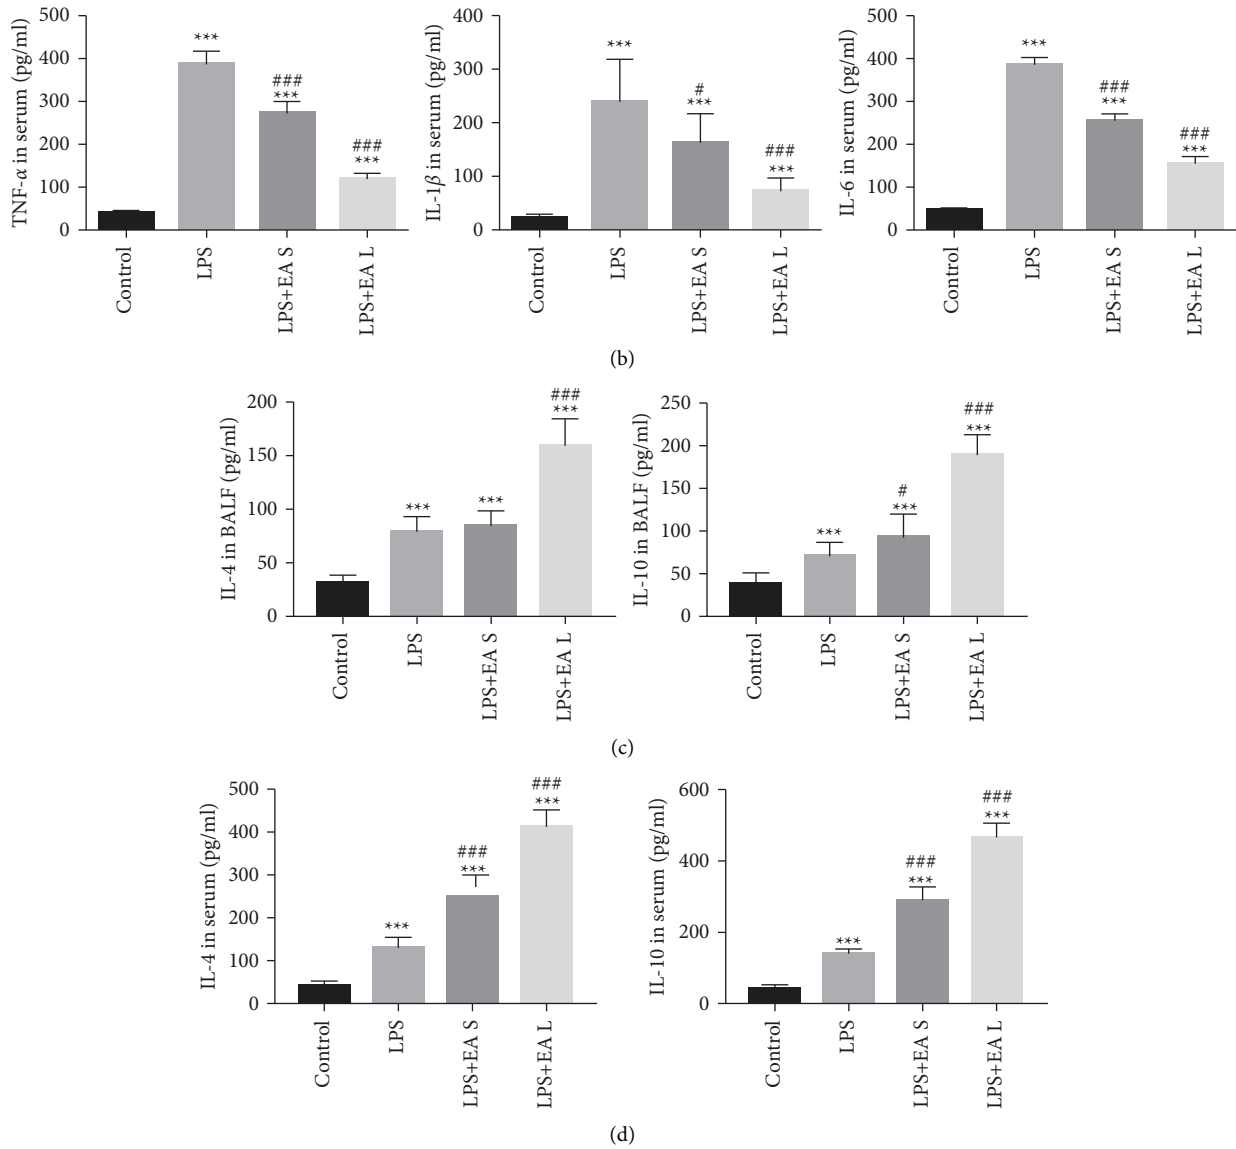 TNF-α in serum (pg/ml)
500
400
300
200
100
0
***
###
***
###
***
Control
LPS
LPS+EA S
LPS+EA L
IL-1β in serum (pg/ml)
400
300
200
100
0
***
#
***
###
***
Control
LPS
LPS+EA S
LPS+EA L
IL-6 in serum (pg/ml)
500
400
300
200
100
0
***
###
***
###
***
Control
LPS
LPS+EA S
LPS+EA L
(b)
IL-4 in BALF (pg/ml)
200
150
100
50
0
***
***
###
***
Control
LPS
LPS+EA S
LPS+EA L
IL-10 in BALF (pg/ml)
250
200
150
100
50
0
***
#
***
###
***
Control
LPS
LPS+EA S
LPS+EA L
(c)
IL-4 in serum (pg/ml)
500
400
300
200
100
0
***
###
***
###
***
Control
LPS
LPS+EA S
LPS+EA L
IL-10 in serum (pg/ml)
600
400
200
0
***
###
***
###
***
Control
LPS
LPS+EA S
LPS+EA L
(d)